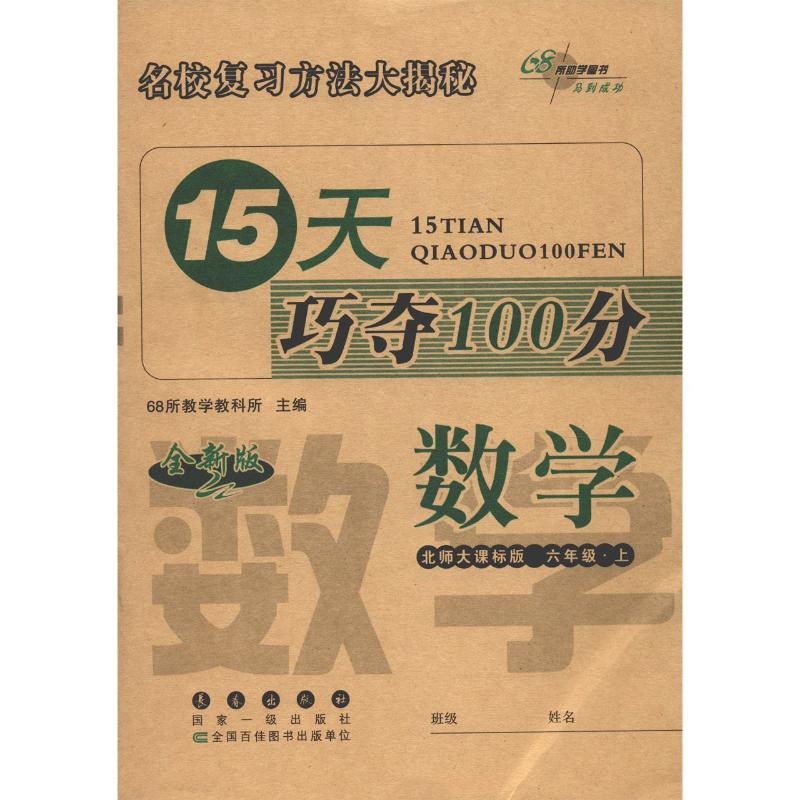 名校复习方法大揭秘
68所助学图书
马到成功
15天
15TIAN
QIAODUO100FEN
巧夺100分
68所教学教科所 主编
全新版
数学
数学
北师大课标版 六年级·上
长春出版社
国家一级出版社
全国百佳图书出版单位
班级 姓名